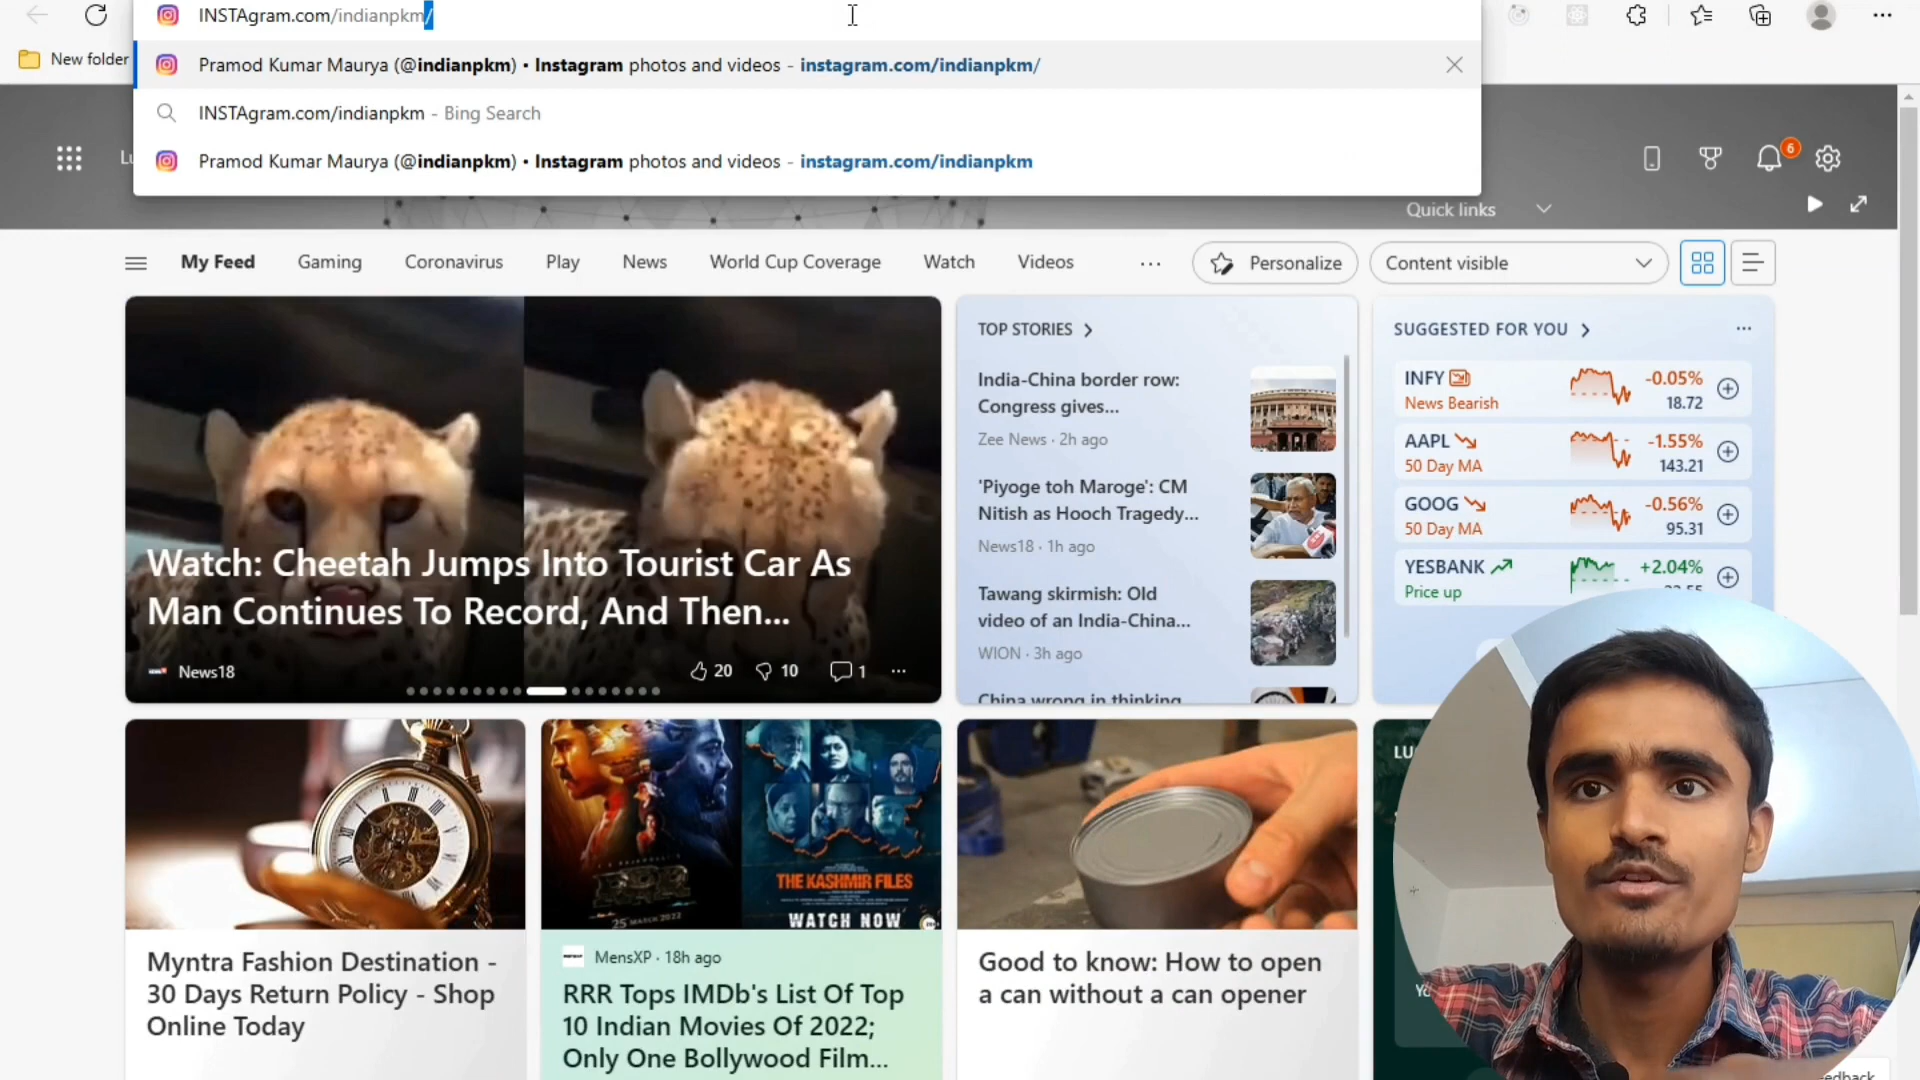 INSTAgram.com/indianpkm/
New folder
Pramod Kumar Maurya (@indianpkm) • Instagram photos and videos - instagram.com/indianpkm/
INSTAgram.com/indianpkm - Bing Search
Pramod Kumar Maurya (@indianpkm) • Instagram photos and videos - instagram.com/indianpkm
6
Quick links
My Feed
Gaming
Coronavirus
Play
News
World Cup Coverage
Watch
Videos
...
Personalize
Content visible
Watch: Cheetah Jumps Into Tourist Car As
Man Continues To Record, And Then...
News18
20
10
1
TOP STORIES
India-China border row:
Congress gives...
Zee News · 2h ago
'Piyoge toh Maroge': CM
Nitish as Hooch Tragedy...
News18 · 1h ago
Tawang skirmish: Old
video of an India-China...
WION · 3h ago
China wrong in thinking
SUGGESTED FOR YOU
INFY
-0.05%
News Bearish
18.72
AAPL
-1.55%
50 Day MA
143.21
GOOG
-0.56%
50 Day MA
95.31
YESBANK
+2.04%
Price up
Myntra Fashion Destination -
30 Days Return Policy - Shop
Online Today
RRR
25 MARCH 2022
THE KASHMIR FILES
WATCH NOW
MensXP · 18h ago
RRR Tops IMDb's List Of Top
10 Indian Movies Of 2022;
Only One Bollywood Film...
Good to know: How to open
a can without a can opener